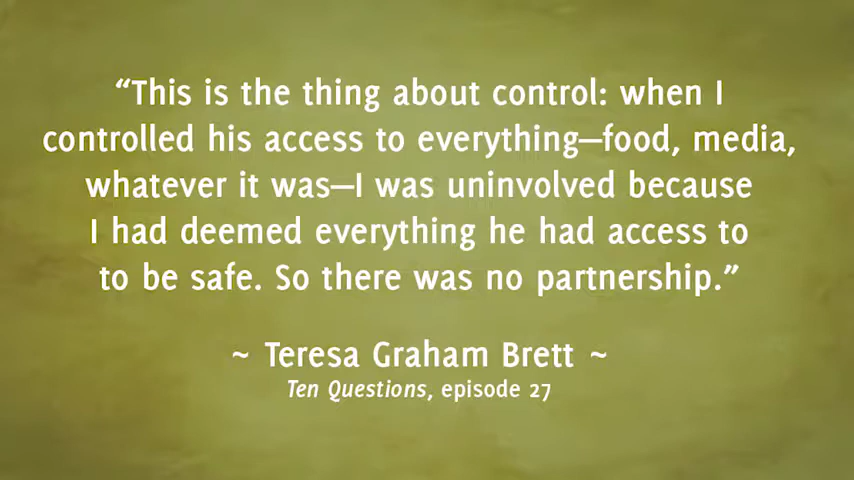 “This is the thing about control: when I
controlled his access to everything—food, media,
whatever it was—I was uninvolved because
I had deemed everything he had access to
to be safe. So there was no partnership.”
~ Teresa Graham Brett ~
Ten Questions, episode 27